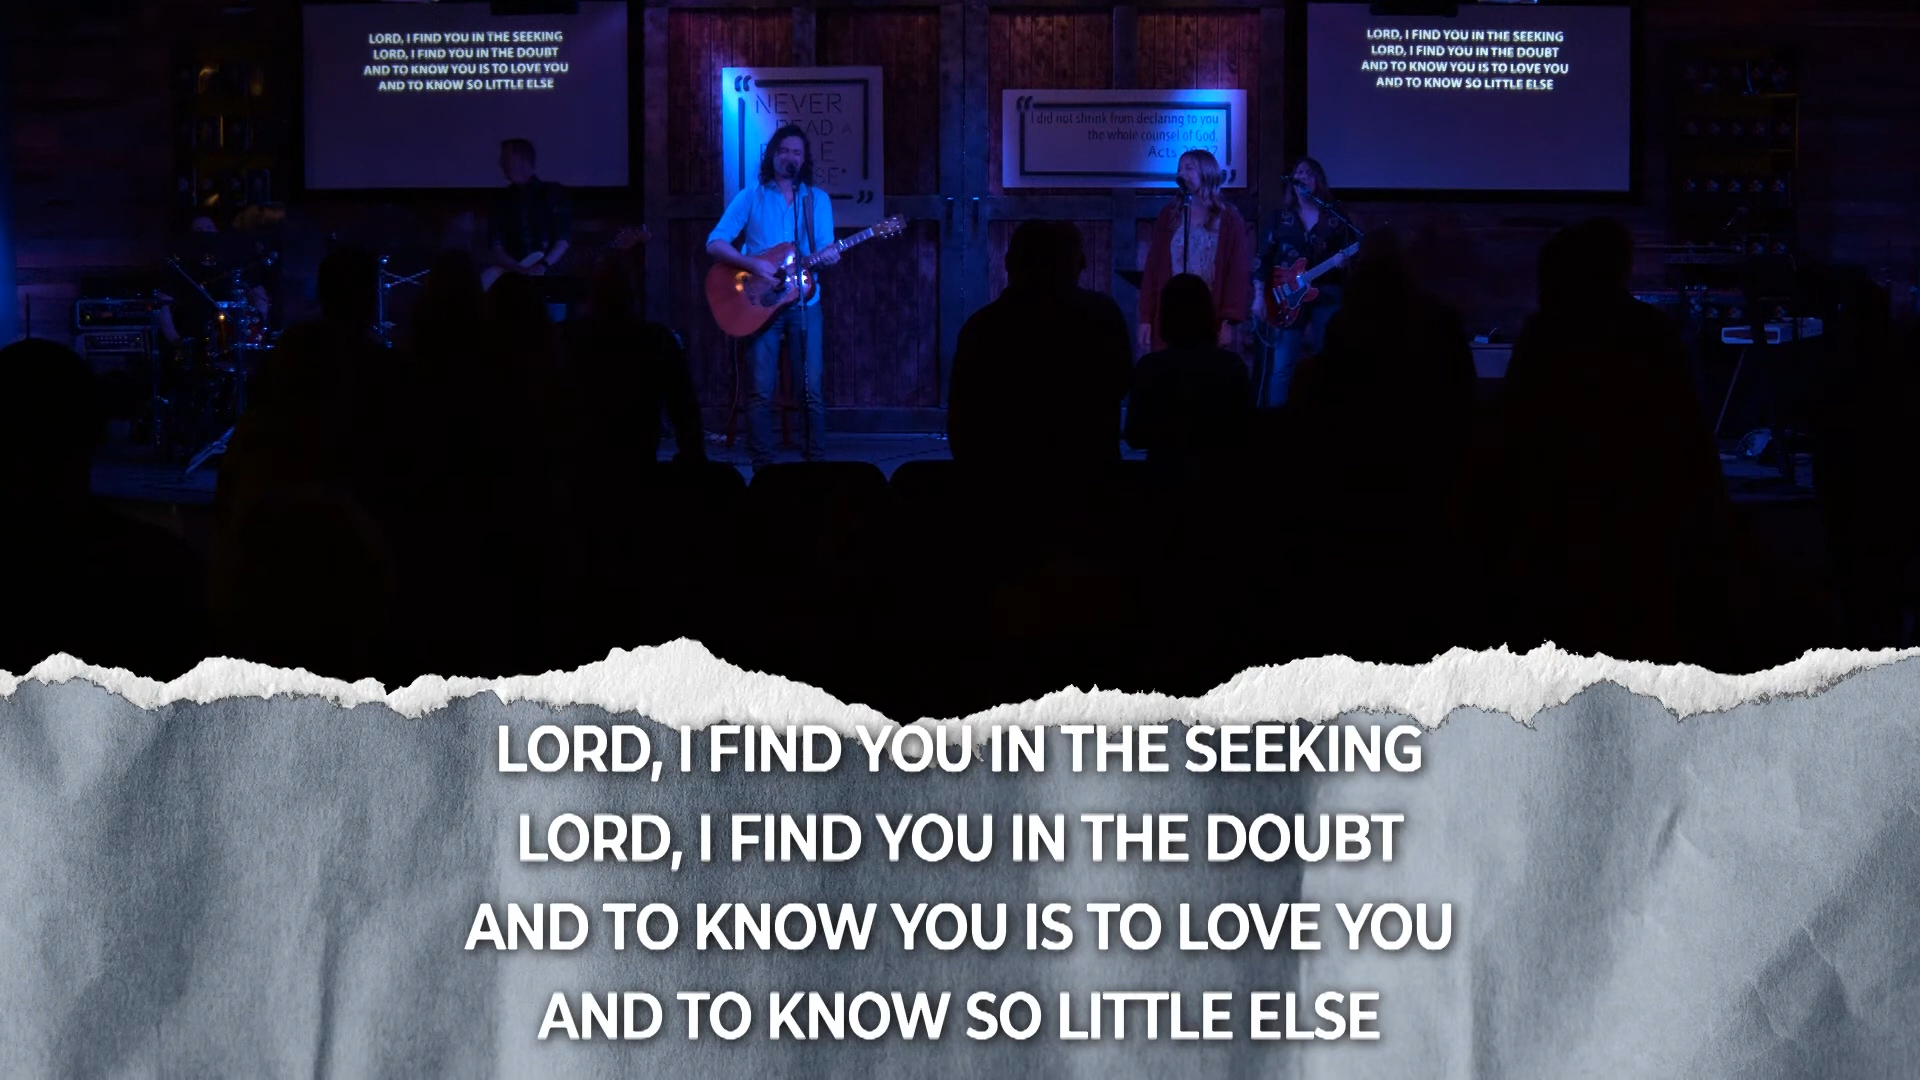 LORD, I FIND YOU IN THE SEEKING
LORD, I FIND YOU IN THE DOUBT
AND TO KNOW YOU IS TO LOVE YOU
AND TO KNOW SO LITTLE ELSE
LORD, I FIND YOU IN THE SEEKING
LORD, I FIND YOU IN THE DOUBT
AND TO KNOW YOU IS TO LOVE YOU
AND TO KNOW SO LITTLE ELSE
“NEVER
READ A
”
“I did not shrink from declaring to you
the whole counsel of God.
Acts
”
LORD, I FIND YOU IN THE SEEKING
LORD, I FIND YOU IN THE DOUBT
AND TO KNOW YOU IS TO LOVE YOU
AND TO KNOW SO LITTLE ELSE